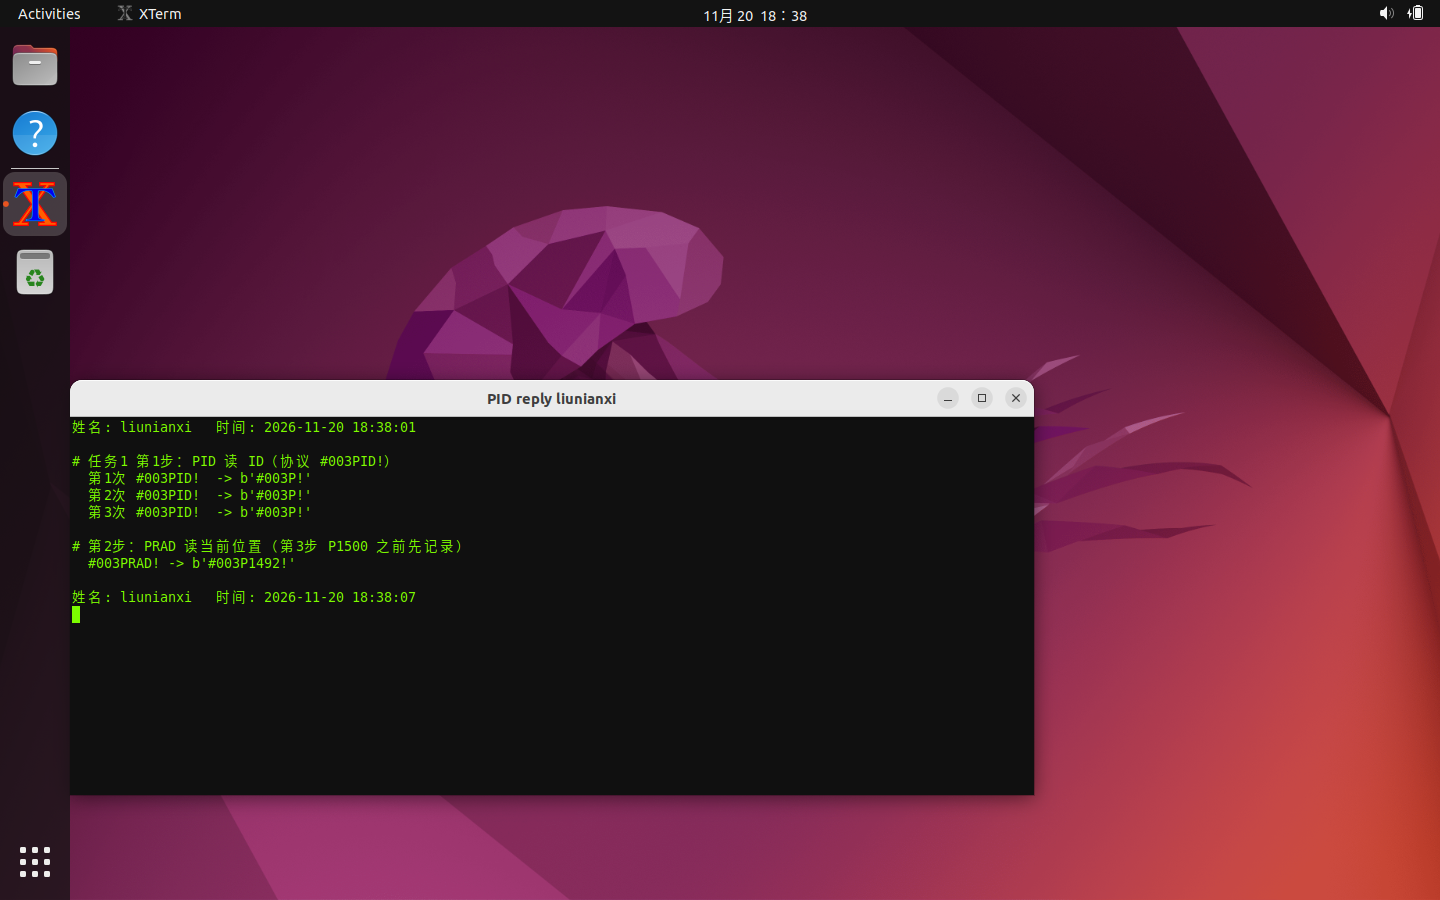 Activities
XTerm
11月 20 18：38
PID reply liunianxi
姓名: liunianxi   时间: 2026-11-20 18:38:01
# 任务1 第1步: PID 读 ID（协议 #003PID!）
第1次 #003PID!  -> b'#003P!'
第2次 #003PID!  -> b'#003P!'
第3次 #003PID!  -> b'#003P!'
# 第2步: PRAD 读当前位置（第3步 P1500 之前先记录）
#003PRAD! -> b'#003P1492!'
姓名: liunianxi   时间: 2026-11-20 18:38:07